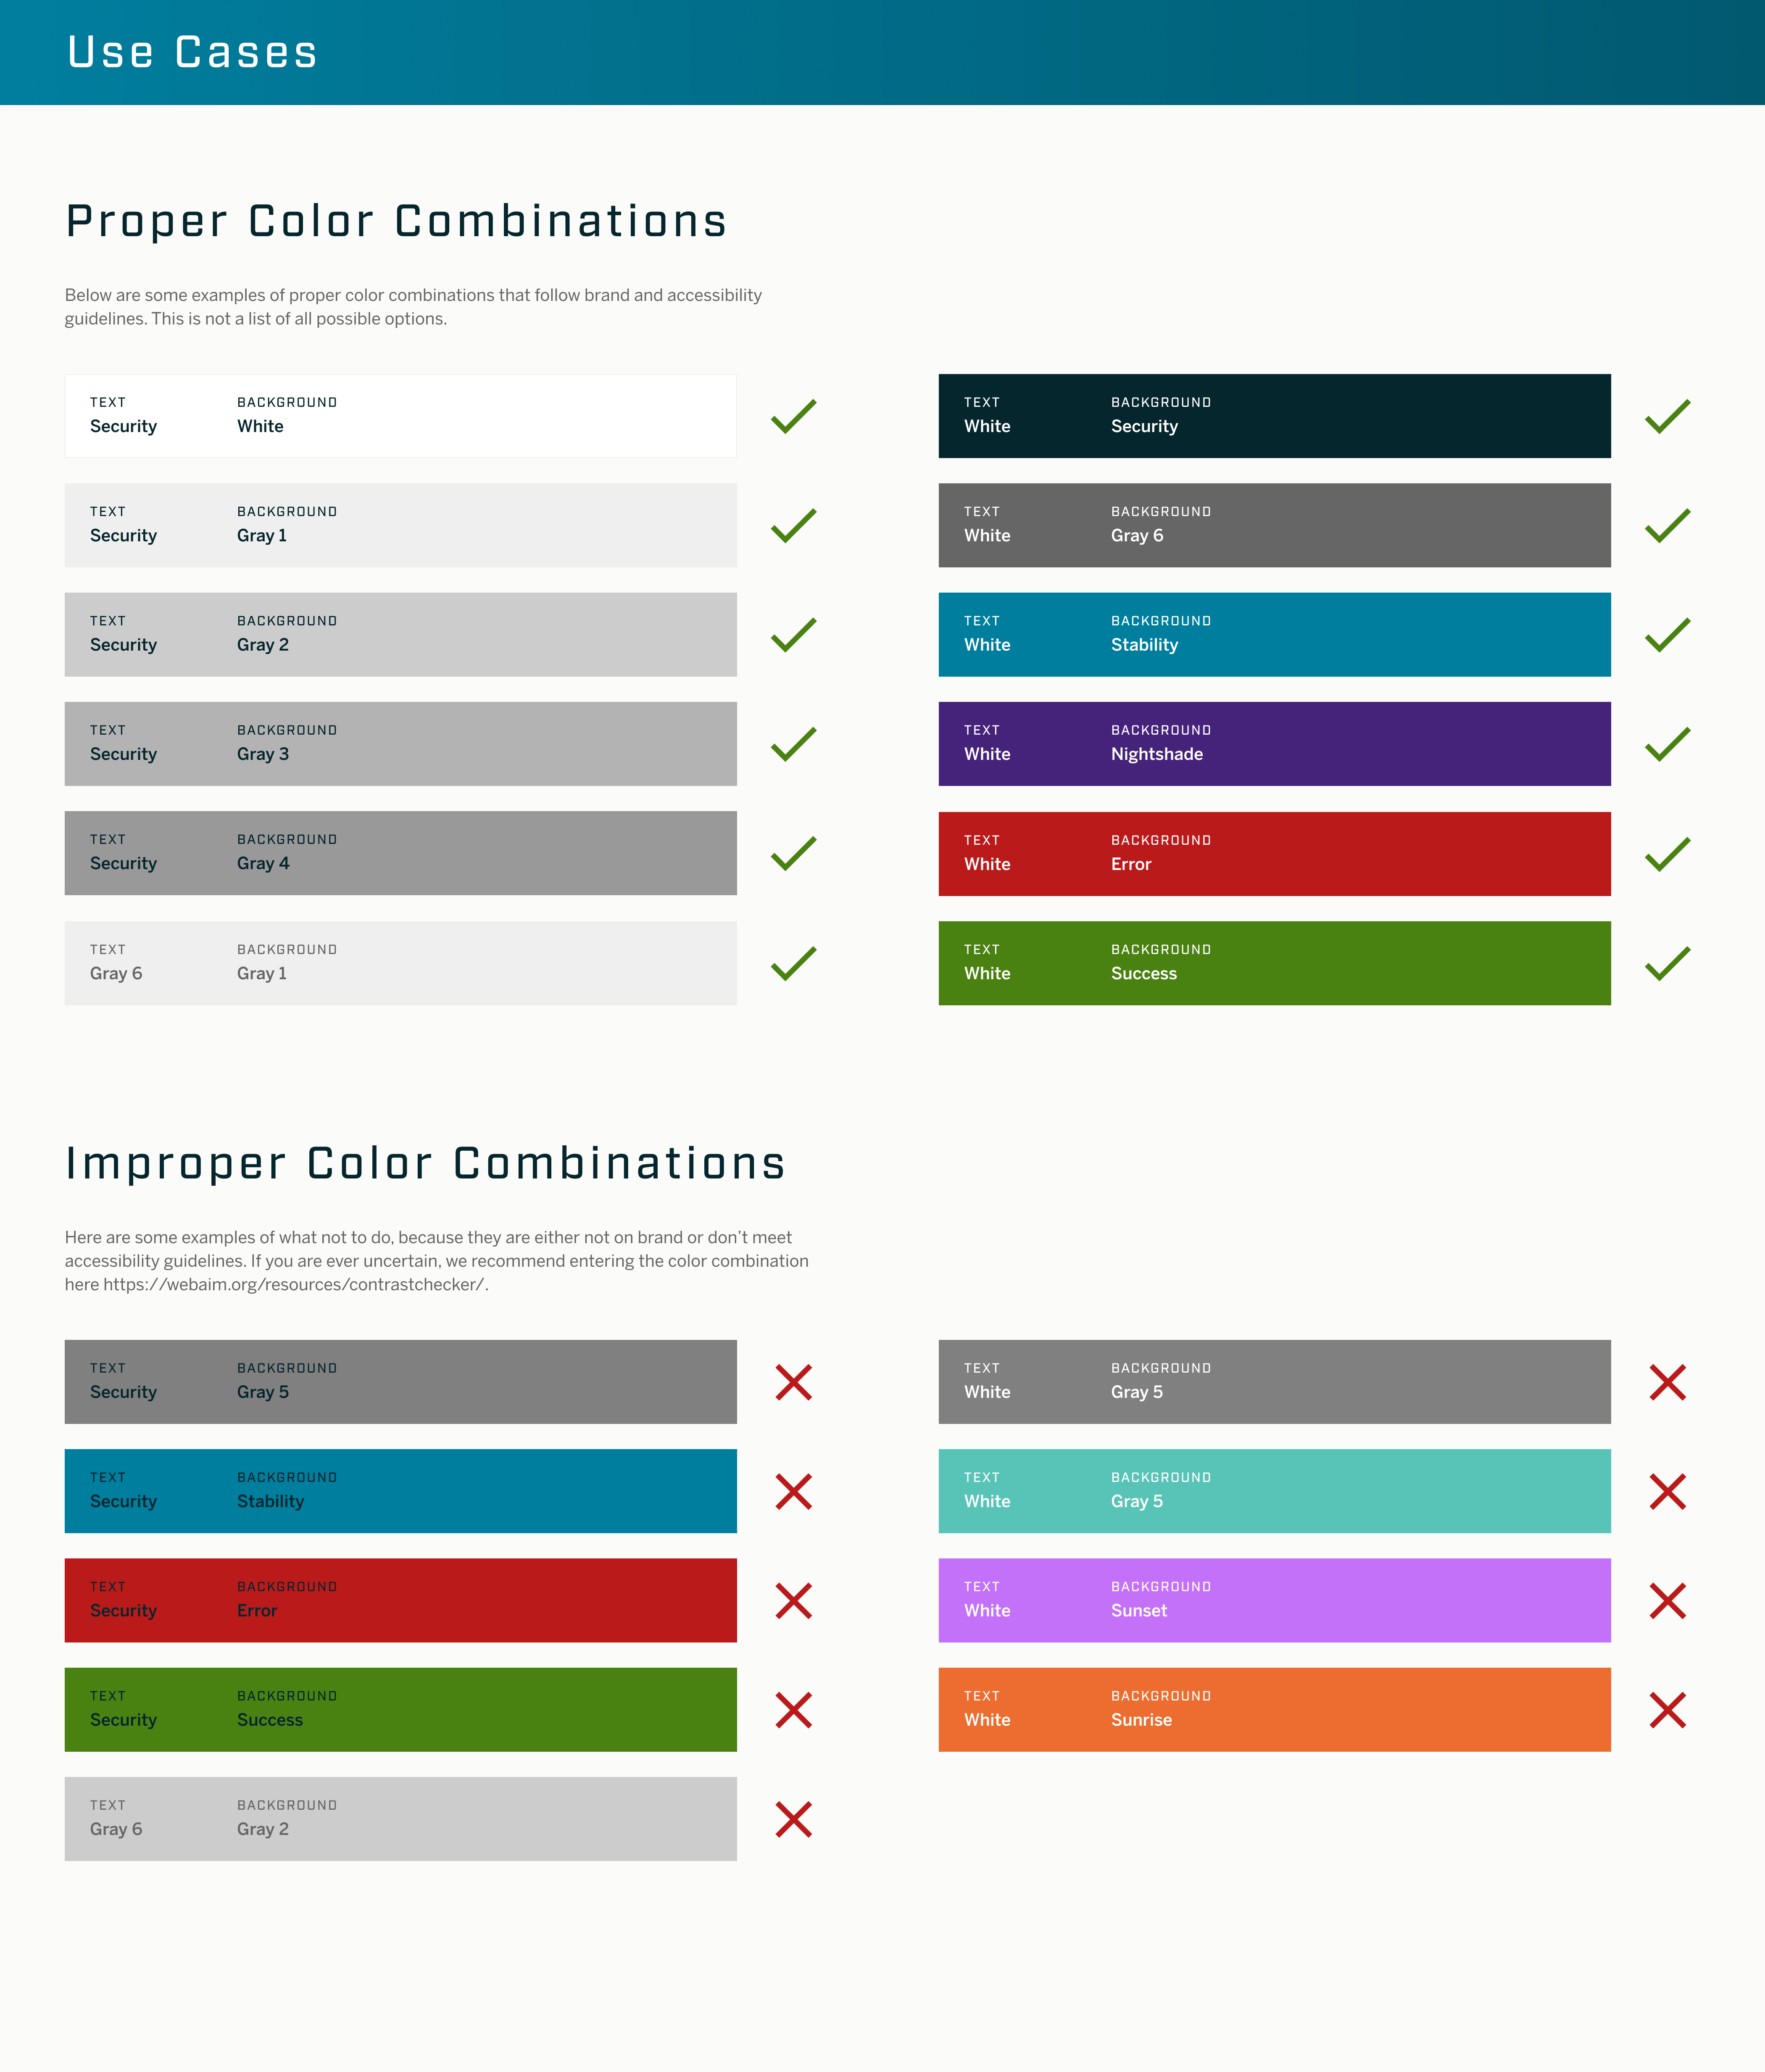 Use Cases
Proper Color Combinations
Below are some examples of proper color combinations that follow brand and accessibility
guidelines. This is not a list of all possible options.
TEXT BACKGROUND
Security White
TEXT BACKGROUND
Security Gray 1
TEXT BACKGROUND
Security Gray 2
TEXT BACKGROUND
Security Gray 3
TEXT BACKGROUND
Security Gray 4
TEXT BACKGROUND
Gray 6 Gray 1
TEXT BACKGROUND
White Security
TEXT BACKGROUND
White Gray 6
TEXT BACKGROUND
White Stability
TEXT BACKGROUND
White Nightshade
TEXT BACKGROUND
White Error
TEXT BACKGROUND
White Success
Improper Color Combinations
Here are some examples of what not to do, because they are either not on brand or don’t meet
accessibility guidelines. If you are ever uncertain, we recommend entering the color combination
here https://webaim.org/resources/contrastchecker/.
TEXT BACKGROUND
Security Gray 5
TEXT BACKGROUND
Security Stability
TEXT BACKGROUND
Security Error
TEXT BACKGROUND
Security Success
TEXT BACKGROUND
Gray 6 Gray 2
TEXT BACKGROUND
White Gray 5
TEXT BACKGROUND
White Gray 5
TEXT BACKGROUND
White Sunset
TEXT BACKGROUND
White Sunrise